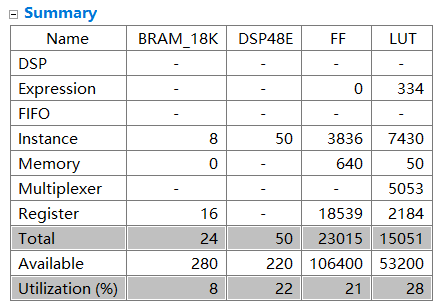 Summary
Name BRAM_18K DSP48E FF LUT
DSP - - - -
Expression - - 0 334
FIFO - - - -
Instance 8 50 3836 7430
Memory 0 - 640 50
Multiplexer - - - 5053
Register 16 - 18539 2184
Total 24 50 23015 15051
Available 280 220 106400 53200
Utilization (%) 8 22 21 28